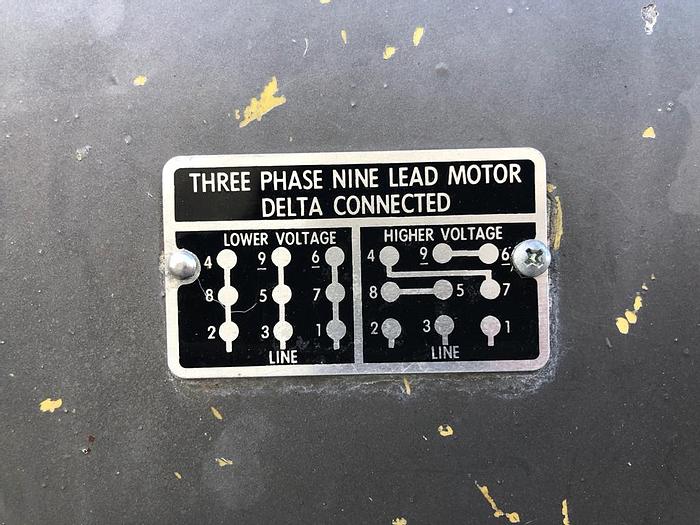 THREE PHASE NINE LEAD MOTOR
DELTA CONNECTED
LOWER VOLTAGE
4 9 6
8 5 7
2 3 1
LINE
HIGHER VOLTAGE
4 9 6
8 5 7
2 3 1
LINE